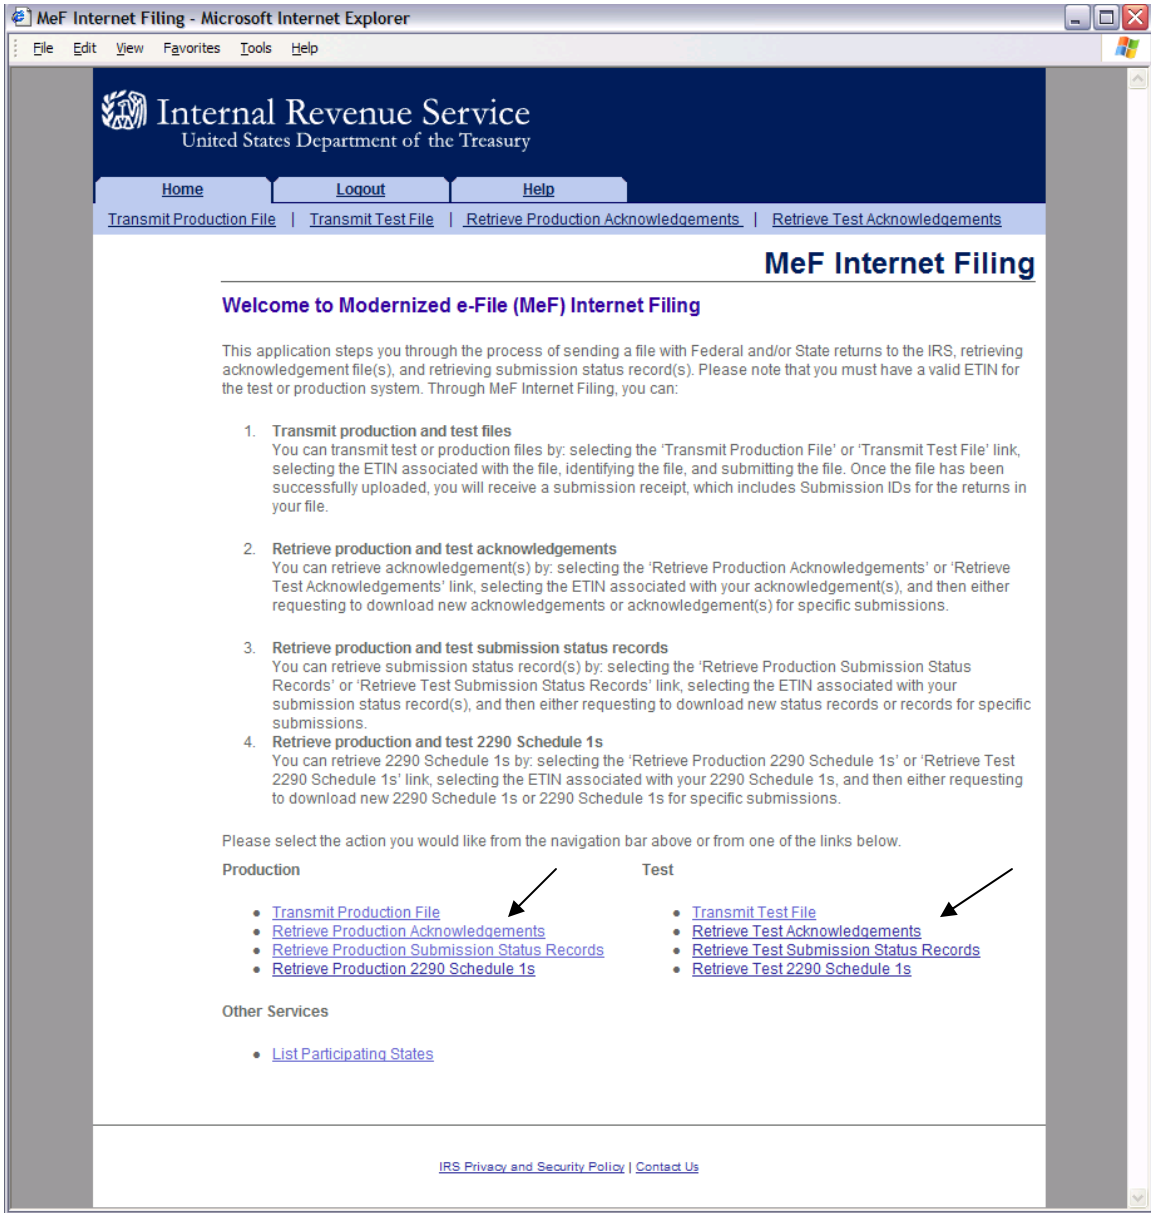 MeF Internet Filing - Microsoft Internet Explorer
File Edit View Favorites Tools Help
Internal Revenue Service
United States Department of the Treasury
Home Logout Help
Transmit Production File | Transmit Test File | Retrieve Production Acknowledgements | Retrieve Test Acknowledgements
MeF Internet Filing
Welcome to Modernized e-File (MeF) Internet Filing
This application steps you through the process of sending a file with Federal and/or State returns to the IRS, retrieving
acknowledgement file(s), and retrieving submission status record(s). Please note that you must have a valid ETIN for
the test or production system. Through MeF Internet Filing, you can:
1. Transmit production and test files
You can transmit test or production files by: selecting the ‘Transmit Production File’ or ‘Transmit Test File’ link,
selecting the ETIN associated with the file, identifying the file, and submitting the file. Once the file has been
successfully uploaded, you will receive a submission receipt, which includes Submission IDs for the returns in
your file.
2. Retrieve production and test acknowledgements
You can retrieve acknowledgement(s) by: selecting the ‘Retrieve Production Acknowledgements’ or ‘Retrieve
Test Acknowledgements’ link, selecting the ETIN associated with your acknowledgement(s), and then either
requesting to download new acknowledgements or acknowledgement(s) for specific submissions.
3. Retrieve production and test submission status records
You can retrieve submission status record(s) by: selecting the ‘Retrieve Production Submission Status
Records’ or ‘Retrieve Test Submission Status Records’ link, selecting the ETIN associated with your
submission status record(s), and then either requesting to download new status records or records for specific
submissions.
4. Retrieve production and test 2290 Schedule 1s
You can retrieve 2290 Schedule 1s by: selecting the ‘Retrieve Production 2290 Schedule 1s’ or ‘Retrieve Test
2290 Schedule 1s’ link, selecting the ETIN associated with your 2290 Schedule 1s, and then either requesting
to download new 2290 Schedule 1s or 2290 Schedule 1s for specific submissions.
Please select the action you would like from the navigation bar above or from one of the links below.
Production
• Transmit Production File
• Retrieve Production Acknowledgements
• Retrieve Production Submission Status Records
• Retrieve Production 2290 Schedule 1s
Test
• Transmit Test File
• Retrieve Test Acknowledgements
• Retrieve Test Submission Status Records
• Retrieve Test 2290 Schedule 1s
Other Services
• List Participating States
IRS Privacy and Security Policy | Contact Us